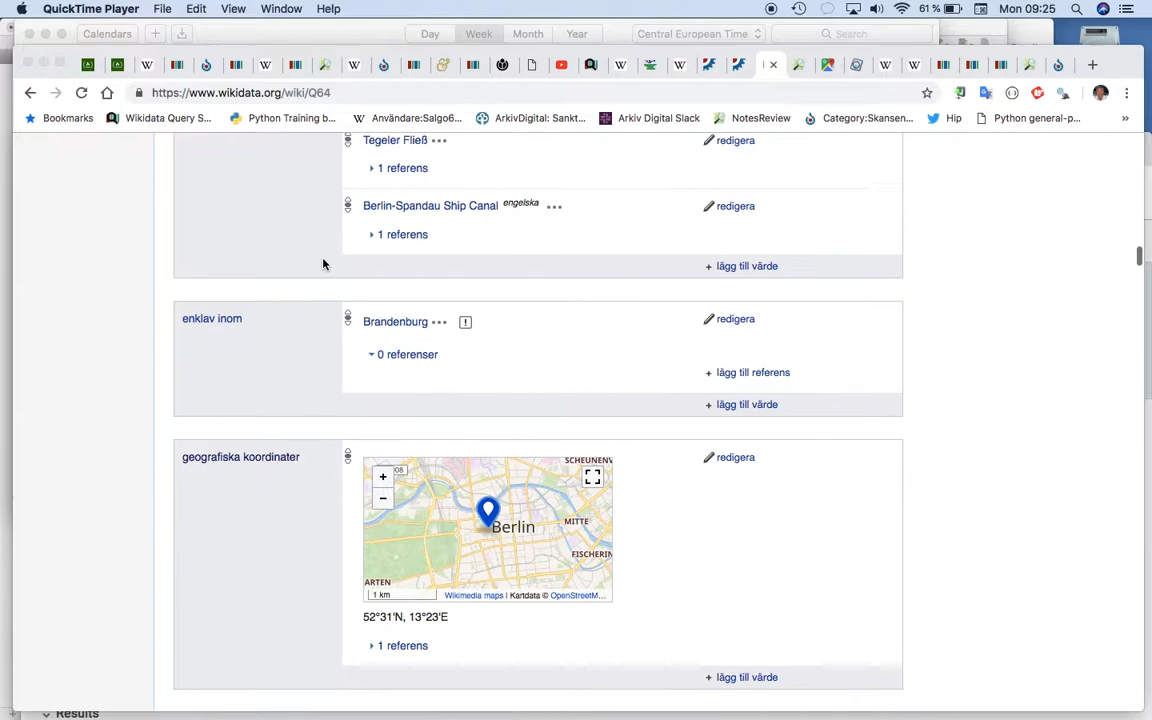 QuickTime Player File Edit View Window Help 61 % Mon 09:25
Calendars Day Week Month Year Central European Time Search
https://www.wikidata.org/wiki/Q64
Bookmarks Wikidata Query S... Python Training b... Användare:Salgo6... ArkivDigital: Sankt... Arkiv Digital Slack NotesReview Category:Skansen... Hip Python general-p... »
Tegeler Fließ redigera
1 referens
Berlin-Spandau Ship Canal engelska redigera
1 referens
+ lägg till värde
enklav inom Brandenburg redigera
0 referenser
+ lägg till referens
+ lägg till värde
geografiska koordinater redigera
SCHEUNENV
08
Berlin
MITTE
FISCHERIN
ARTEN
1 km Wikimedia maps | Kartdata © OpenStreetM...
52°31'N, 13°23'E
1 referens
+ lägg till värde
Results